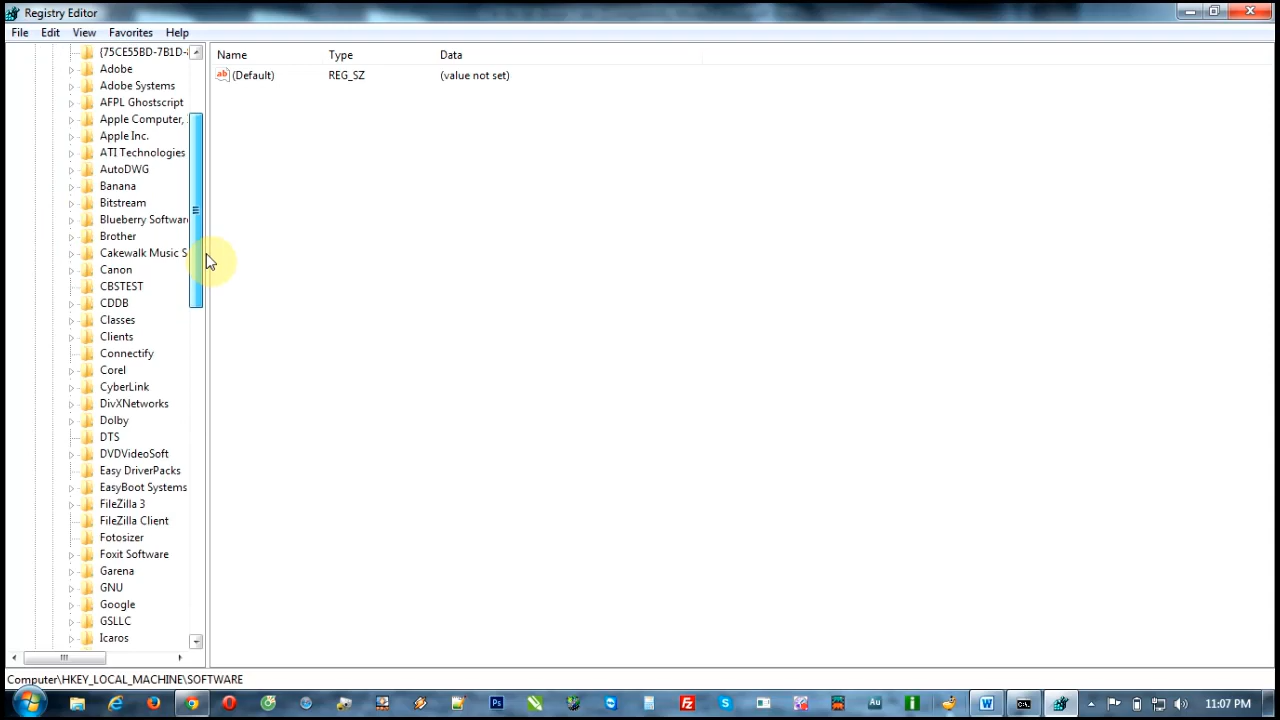 Registry Editor
File Edit View Favorites Help
Name Type Data
(Default) REG_SZ (value not set)
{75CE55BD-7B1D-
Adobe
Adobe Systems
AFPL Ghostscript
Apple Computer,
Apple Inc.
ATI Technologies
AutoDWG
Banana
Bitstream
Blueberry Softwar
Brother
Cakewalk Music S
Canon
CBSTEST
CDDB
Classes
Clients
Connectify
Corel
CyberLink
DivXNetworks
Dolby
DTS
DVDVideoSoft
Easy DriverPacks
EasyBoot Systems
FileZilla 3
FileZilla Client
Fotosizer
Foxit Software
Garena
GNU
Google
GSLLC
Icaros
Computer\HKEY_LOCAL_MACHINE\SOFTWARE
11:07 PM